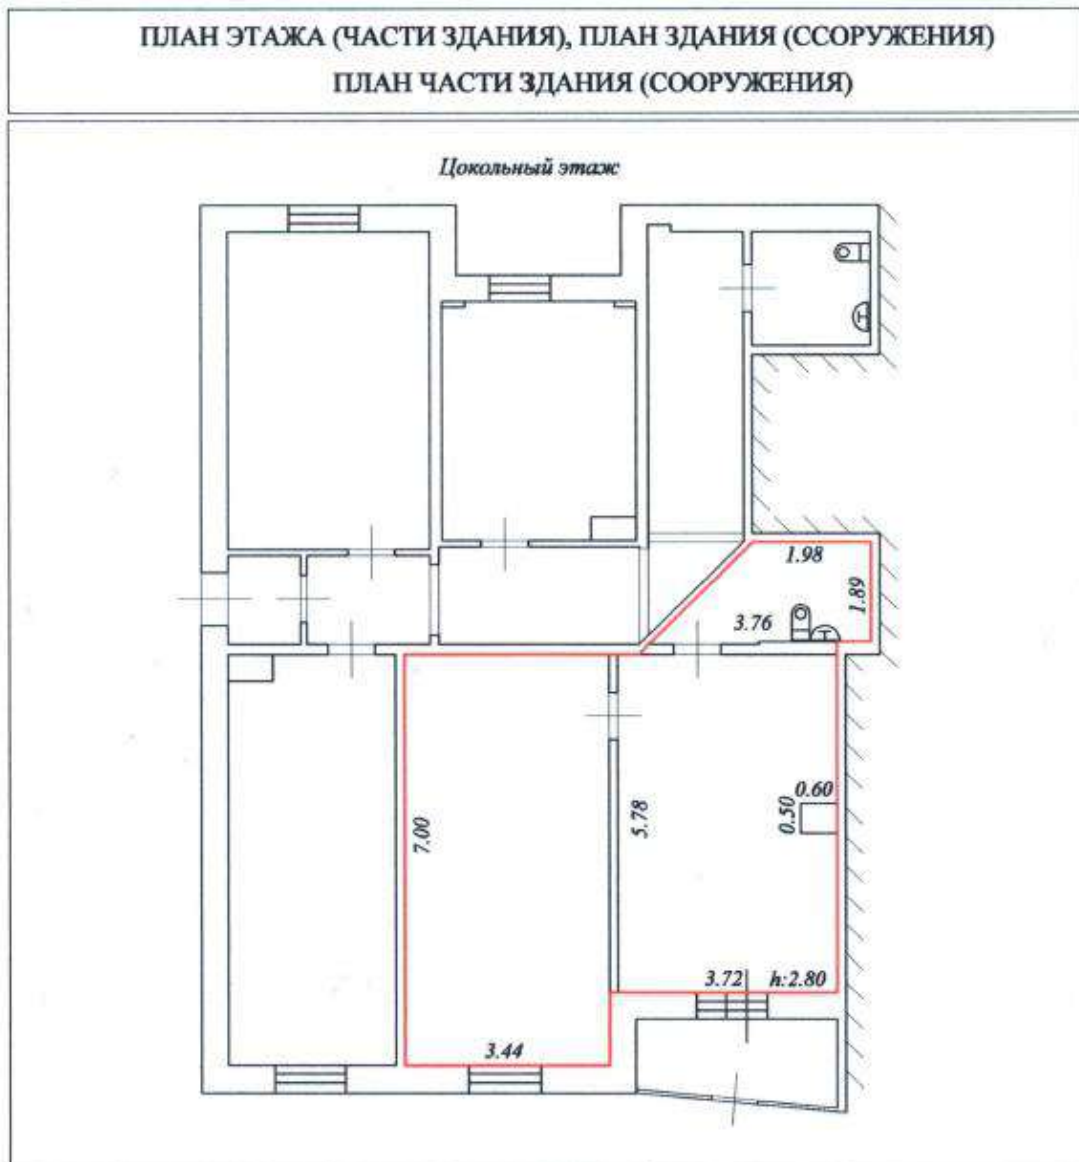 ПЛАН ЭТАЖА (ЧАСТИ ЗДАНИЯ), ПЛАН ЗДАНИЯ (ССОРУЖЕНИЯ)
ПЛАН ЧАСТИ ЗДАНИЯ (СООРУЖЕНИЯ)
Цокольный этаж
1.98
1.89
3.76
0.60
0.50
5.78
7.00
3.72 h:2.80
3.44